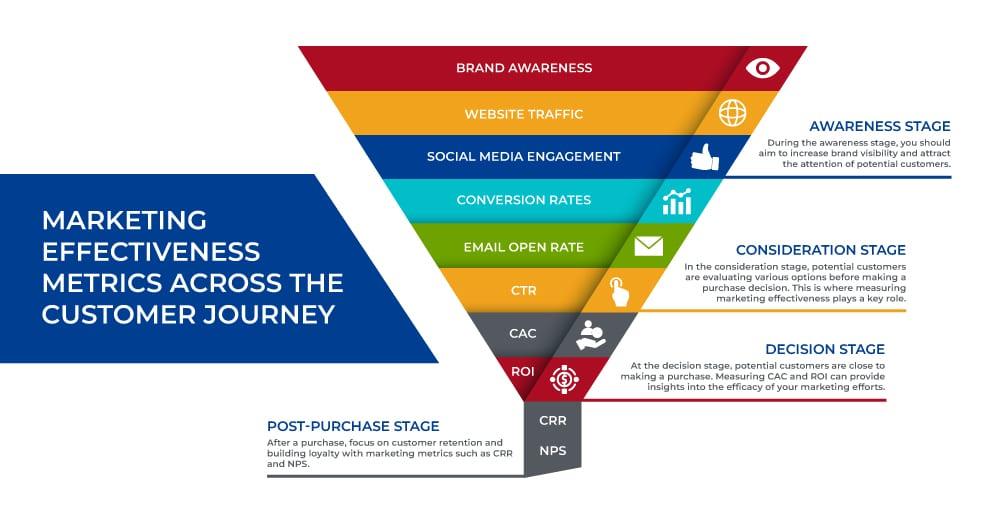 MARKETING
EFFECTIVENESS
METRICS ACROSS THE
CUSTOMER JOURNEY
BRAND AWARENESS
WEBSITE TRAFFIC
SOCIAL MEDIA ENGAGEMENT
CONVERSION RATES
EMAIL OPEN RATE
CTR
CAC
ROI
CRR
NPS
AWARENESS STAGE
During the awareness stage, you should
aim to increase brand visibility and attract
the attention of potential customers.
CONSIDERATION STAGE
In the consideration stage, potential customers
are evaluating various options before making a
purchase decision. This is where measuring
marketing effectiveness plays a key role.
DECISION STAGE
At the decision stage, potential customers are close to
making a purchase. Measuring CAC and ROI can provide
insights into the efficacy of your marketing efforts.
POST-PURCHASE STAGE
After a purchase, focus on customer retention and
building loyalty with marketing metrics such as CRR
and NPS.